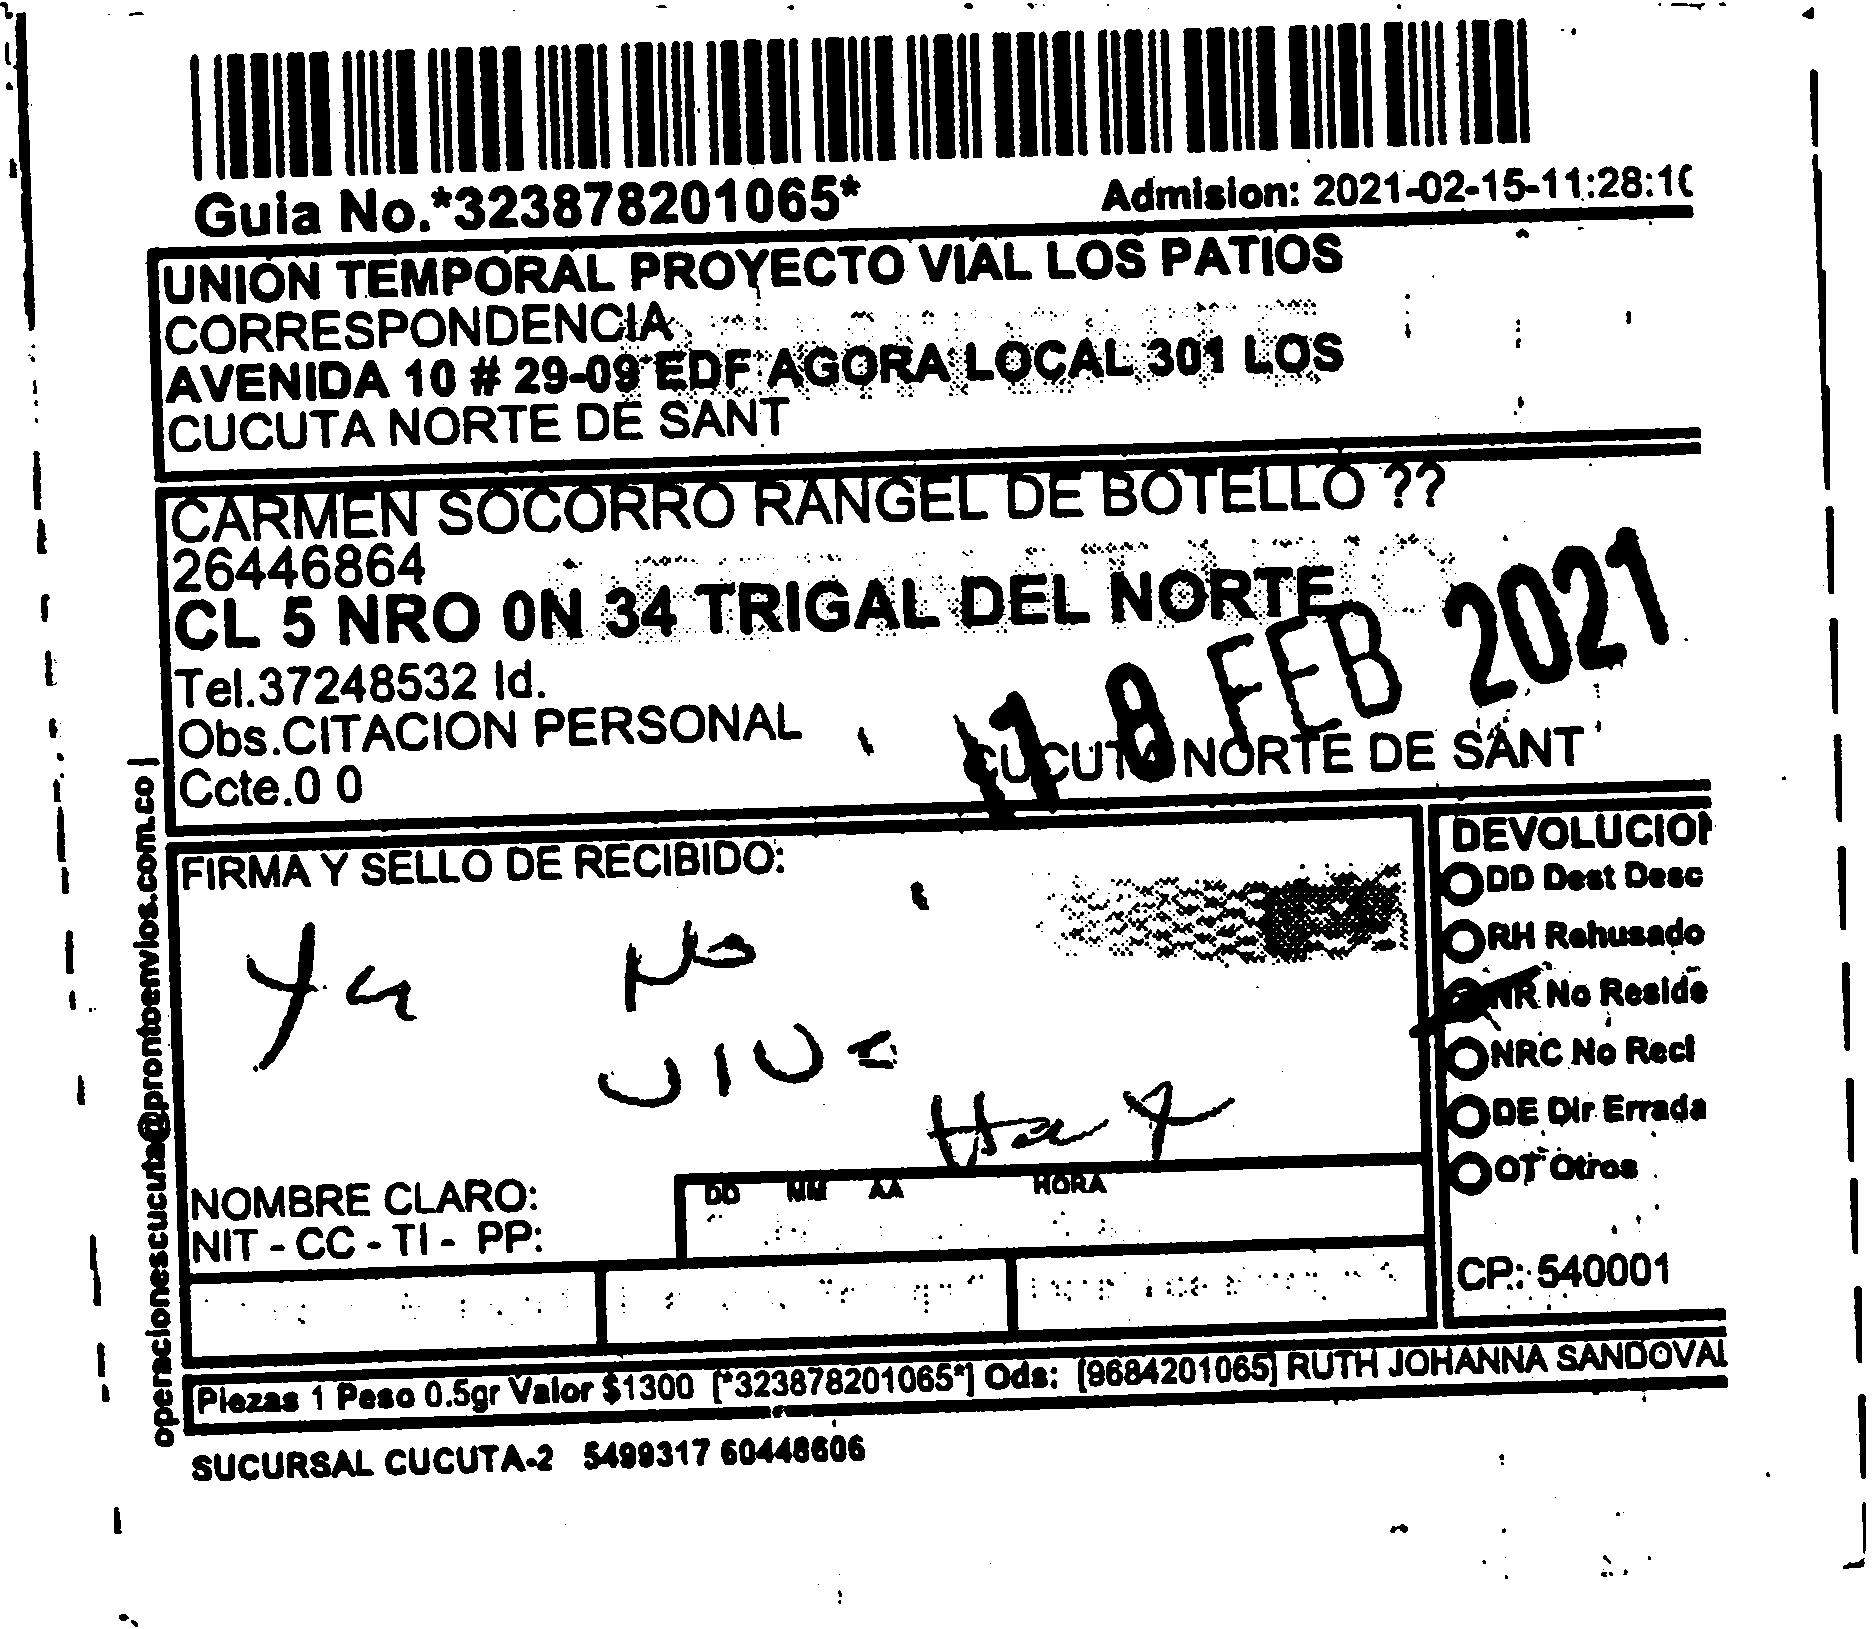 Guia No.*323878201065*
Admision: 2021-02-15-11:28:1
UNION TEMPORAL PROYECTO VIAL LOS PATIOS
CORRESPONDENCIA
AVENIDA 10 # 29-09 EDF AGORA LOCAL 301 LOS
CUCUTA NORTE DE SANT
CARMEN SOCORRO RANGEL DE BOTELLO ??
26446864
CL 5 NRO 0N 34 TRIGAL DEL NORTE
Tel.37248532 Id.
18 FEB 2021
Obs.CITACION PERSONAL
CUCUTA NORTE DE SANT
Ccte.0 0
operacionescucuta@prontoenvios.com.co |
FIRMA Y SELLO DE RECIBIDO:
Ya no
vive
DEVOLUCION
DD Dest Desc
RH Rehusado
NR No Reside
NRC No Reci
DE Dir Errada
OT Otros
NOMBRE CLARO:
NIT - CC - TI - PP:
DD MM AA HORA
CP: 540001
Piezas 1 Peso 0.5gr Valor $1300 [*323878201065*] Ods: [9684201065] RUTH JOHANNA SANDOVAL
SUCURSAL CUCUTA-2 5499317 60448606